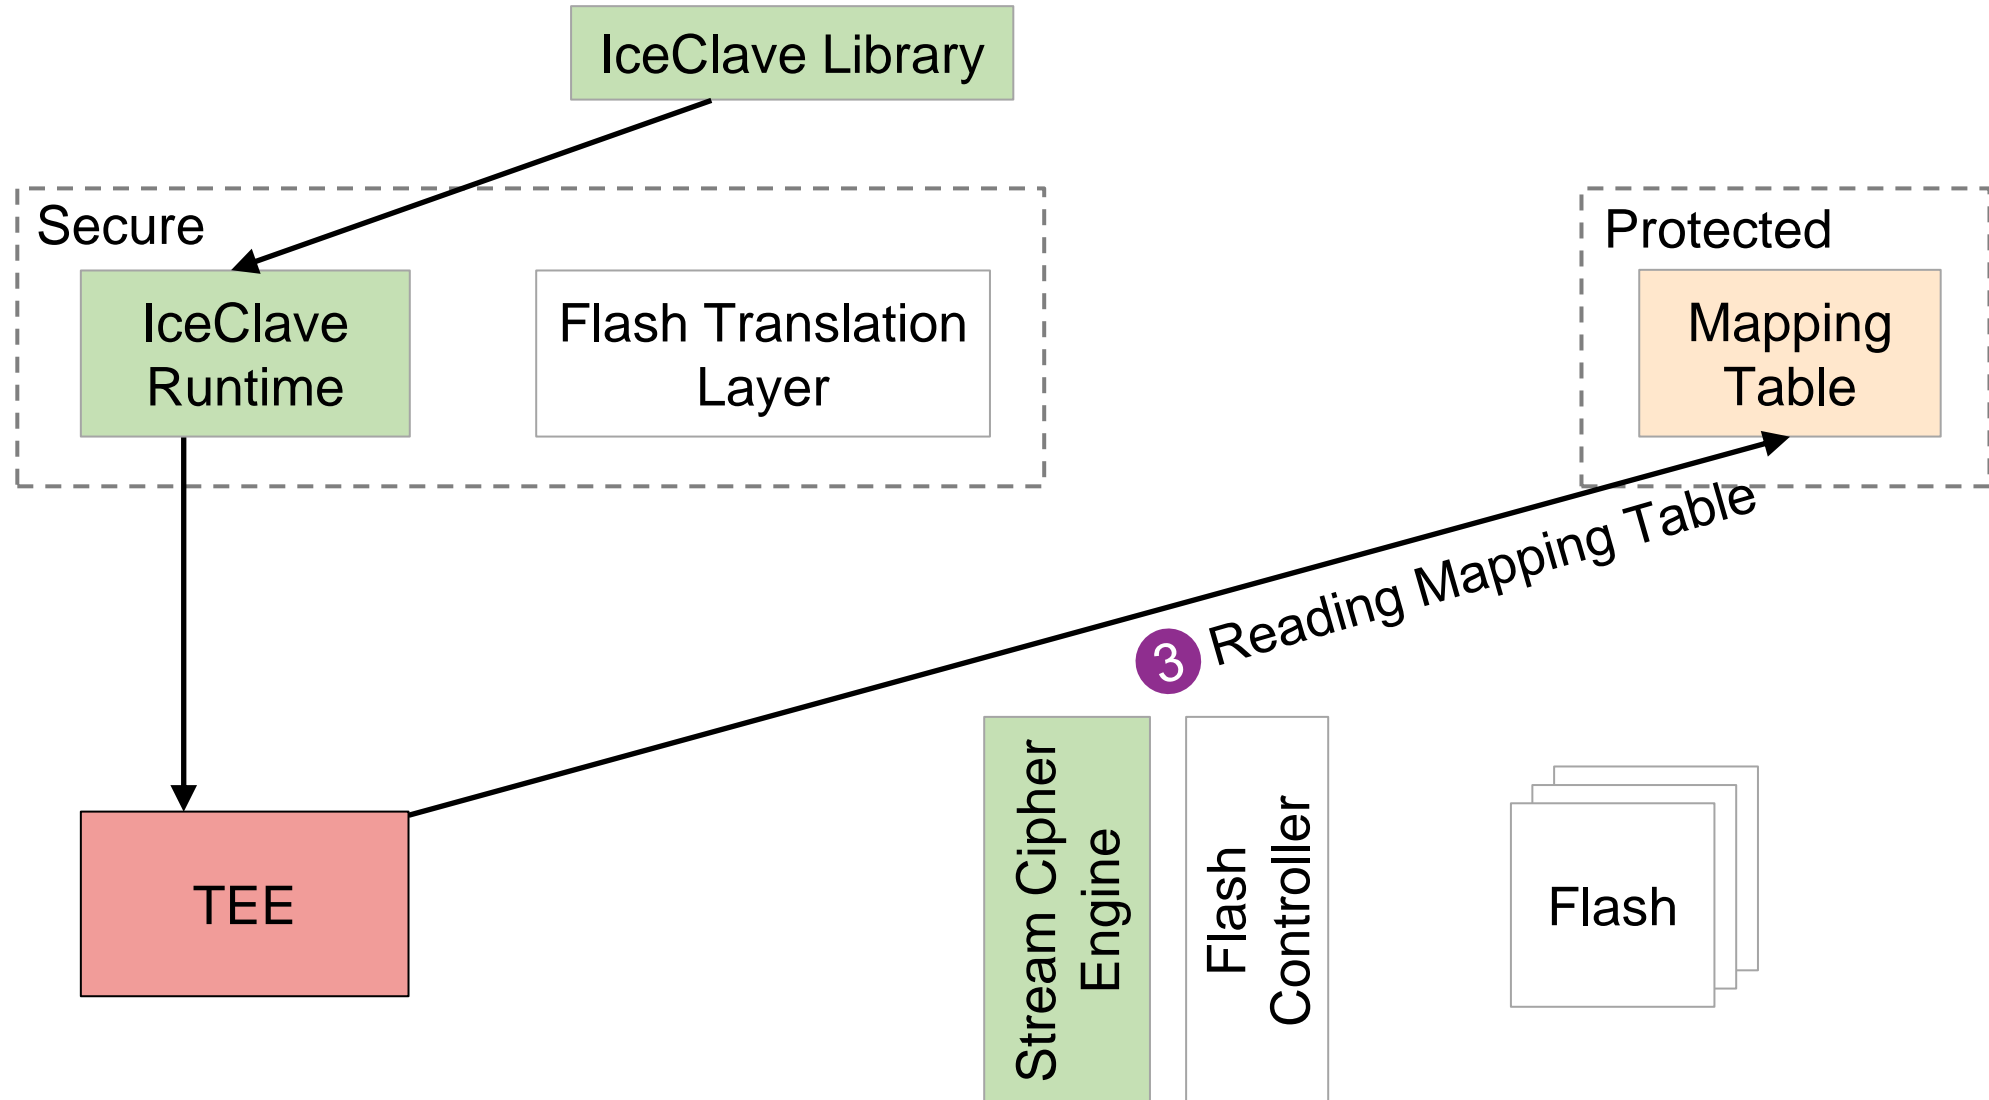 IceClave Library
Secure
Protected
IceClave
Runtime
Flash Translation
Layer
Mapping
Table
3 Reading Mapping Table
TEE
Stream Cipher
Engine
Flash
Controller
Flash